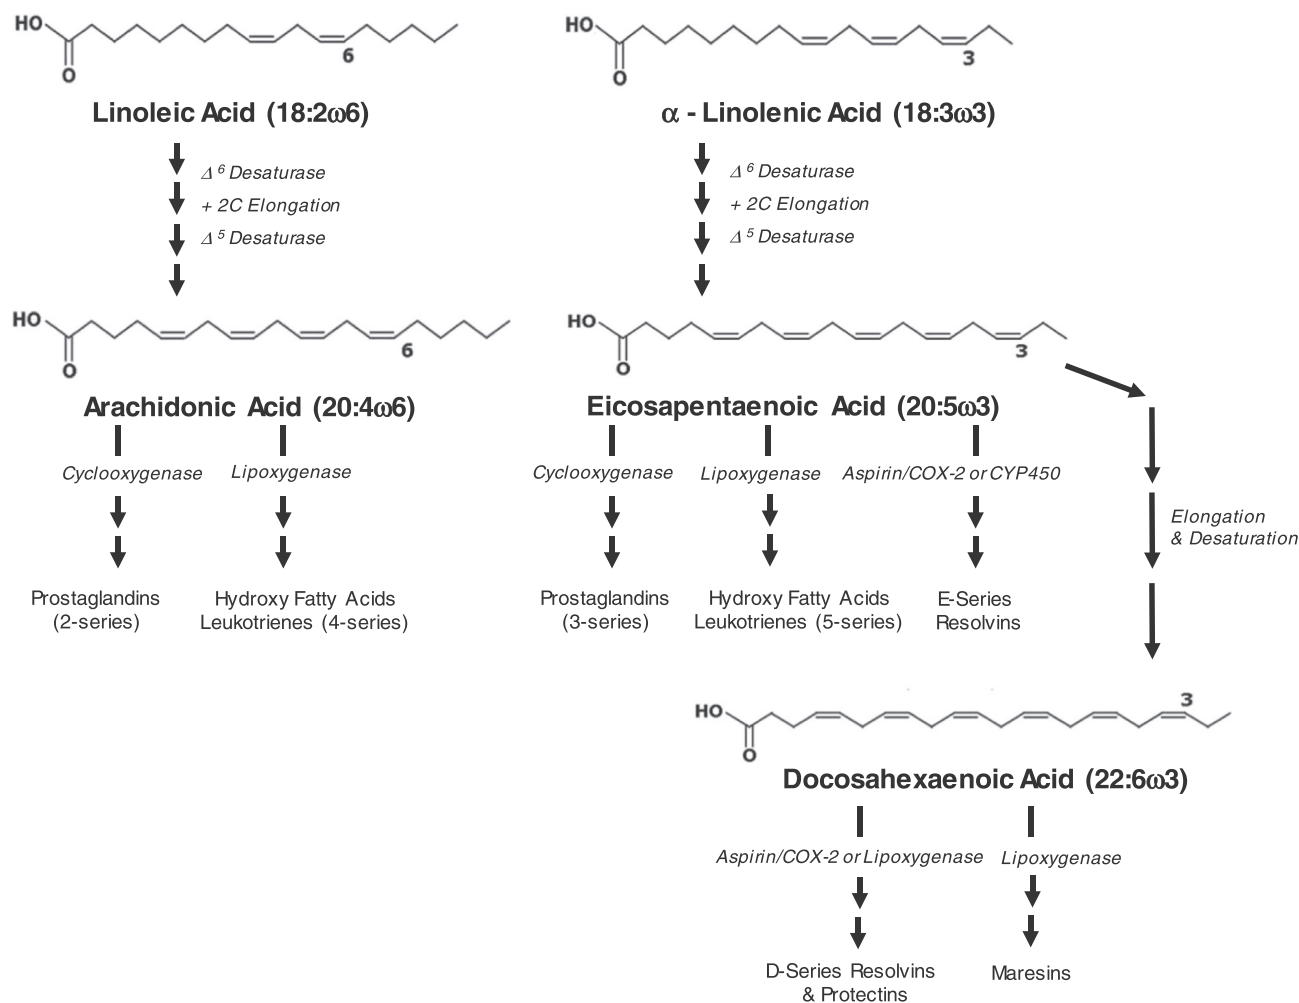 HO
O
6
Linoleic Acid (18:2ω6)
Δ⁶ Desaturase
+ 2C Elongation
Δ⁵ Desaturase
HO
O
3
α - Linolenic Acid (18:3ω3)
Δ⁶ Desaturase
+ 2C Elongation
Δ⁵ Desaturase
HO
O
6
Arachidonic Acid (20:4ω6)
Cyclooxygenase
Lipoxygenase
Prostaglandins
(2-series)
Hydroxy Fatty Acids
Leukotrienes (4-series)
HO
O
3
Eicosapentaenoic Acid (20:5ω3)
Cyclooxygenase
Lipoxygenase
Aspirin/COX-2 or CYP450
Elongation
& Desaturation
Prostaglandins
(3-series)
Hydroxy Fatty Acids
Leukotrienes (5-series)
E-Series
Resolvins
HO
O
3
Docosahexaenoic Acid (22:6ω3)
Aspirin/COX-2 or Lipoxygenase
Lipoxygenase
D-Series Resolvins
& Protectins
Maresins